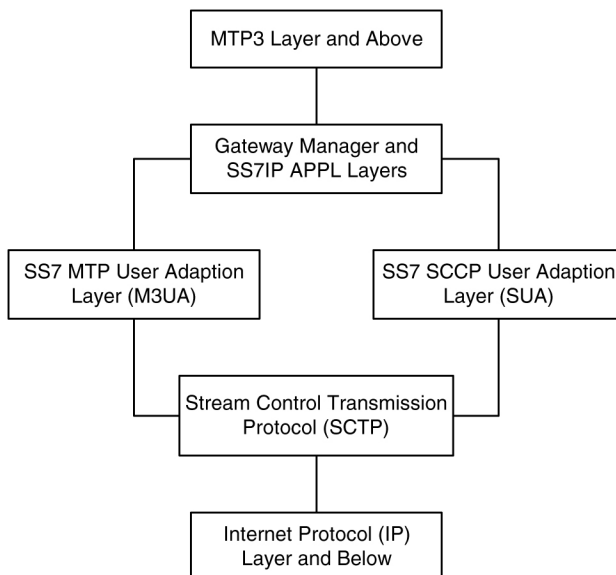 MTP3 Layer and Above
Gateway Manager and
SS7IP APPL Layers
SS7 MTP User Adaption
Layer (M3UA)
SS7 SCCP User Adaption
Layer (SUA)
Stream Control Transmission
Protocol (SCTP)
Internet Protocol (IP)
Layer and Below